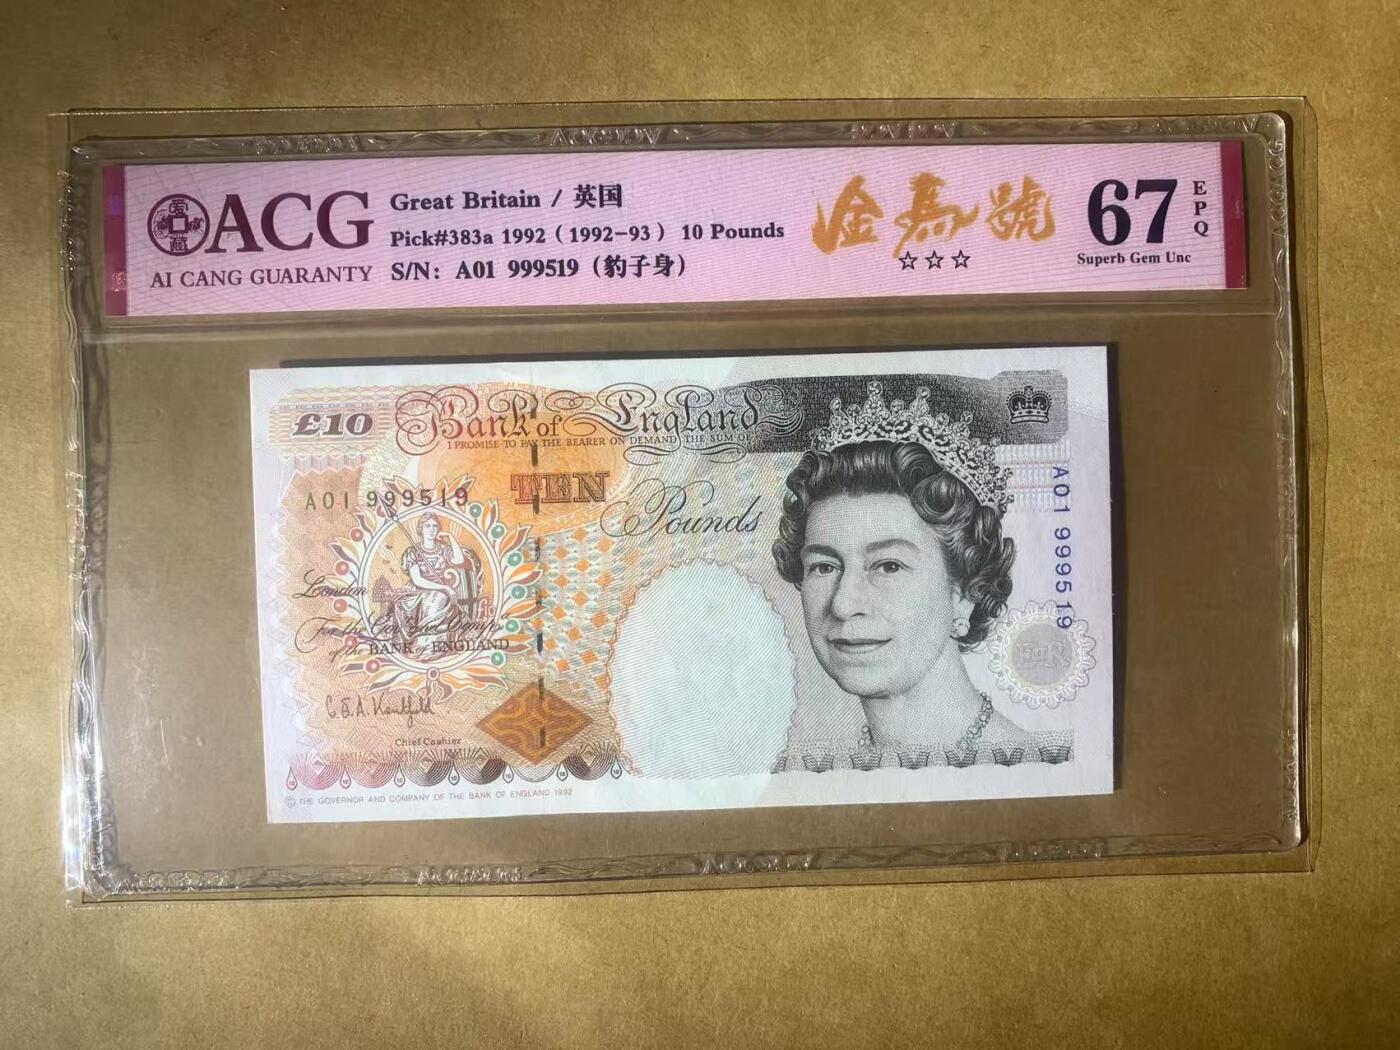 ACG
AI CANG GUARANTY
Great Britain / 英国
Pick#383a 1992 (1992-93) 10 Pounds
S/N: A01 999519 (豹子身)
金马號
☆☆☆
67
EPQ
Superb Gem Unc
£10
Bank of England
I PROMISE TO PAY THE BEARER ON DEMAND THE SUM OF
TEN
Pounds
A01 999519
A01 999519
London
For the Govr and Compa
of the BANK of ENGLAND
Chief Cashier
© THE GOVERNOR AND COMPANY OF THE BANK OF ENGLAND 1992